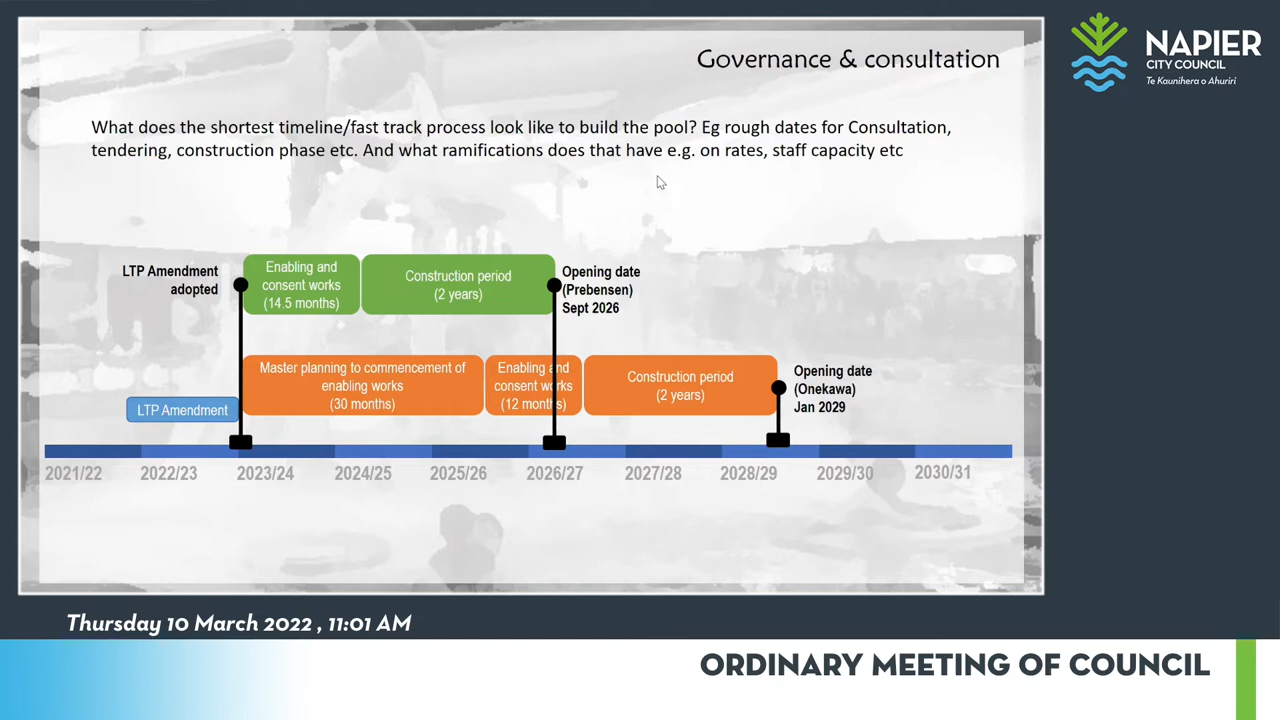 NAPIER
CITY COUNCIL
Te Kaunihera o Ahuriri
Governance & consultation
What does the shortest timeline/fast track process look like to build the pool? Eg rough dates for Consultation,
tendering, construction phase etc. And what ramifications does that have e.g. on rates, staff capacity etc
LTP Amendment
adopted
Enabling and
consent works
(14.5 months)
Construction period
(2 years)
Opening date
(Prebensen)
Sept 2026
LTP Amendment
Master planning to commencement of
enabling works
(30 months)
Enabling and
consent works
(12 months)
Construction period
(2 years)
Opening date
(Onekawa)
Jan 2029
2021/22
2022/23
2023/24
2024/25
2025/26
2026/27
2027/28
2028/29
2029/30
2030/31
Thursday 10 March 2022 , 11:01 AM
ORDINARY MEETING OF COUNCIL